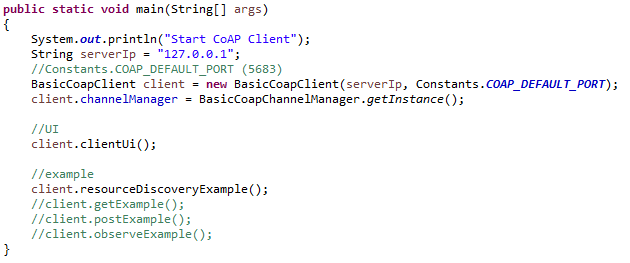 public static void main(String[] args)
{
    System.out.println("Start CoAP Client");
    String serverIp = "127.0.0.1";
    //Constants.COAP_DEFAULT_PORT (5683)
    BasicCoapClient client = new BasicCoapClient(serverIp, Constants.COAP_DEFAULT_PORT);
    client.channelManager = BasicCoapChannelManager.getInstance();

    //UI
    client.clientUi();

    //example
    client.resourceDiscoveryExample();
    //client.getExample();
    //client.postExample();
    //client.observeExample();
}